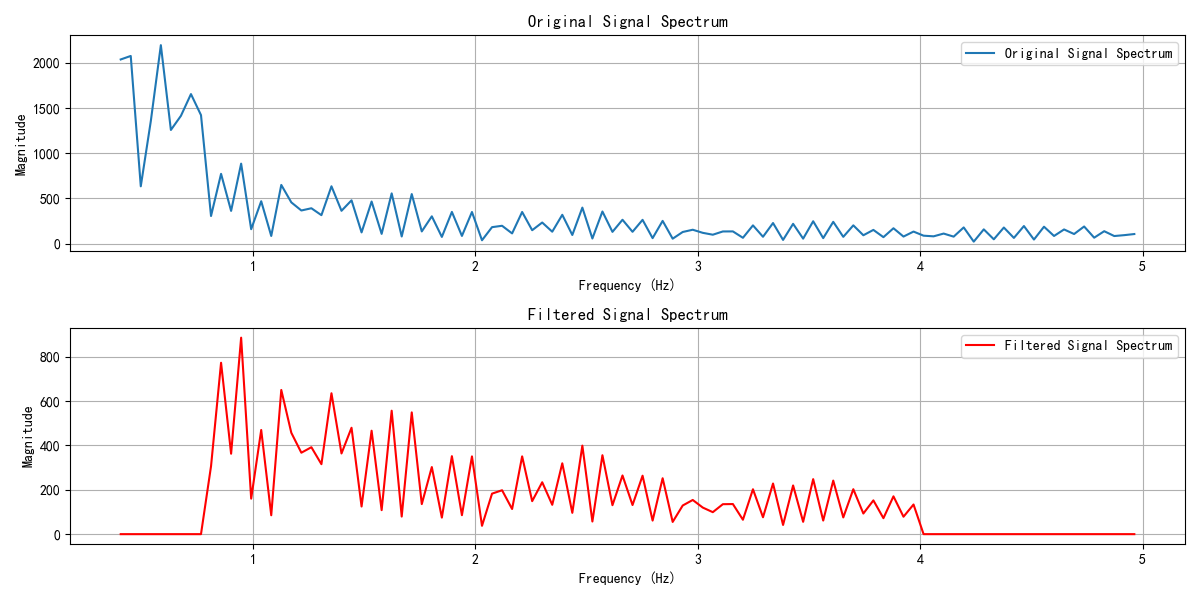 Original Signal Spectrum
Original Signal Spectrum
Magnitude
2000
1500
1000
500
0
1 2 3 4 5
Frequency (Hz)
Filtered Signal Spectrum
Filtered Signal Spectrum
Magnitude
800
600
400
200
0
1 2 3 4 5
Frequency (Hz)